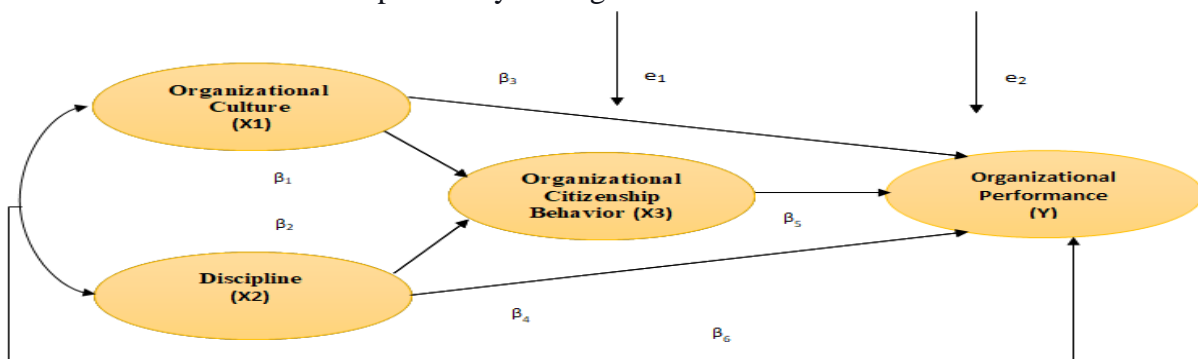 β3
e1
e2
Organizational
Culture
(X1)
β1
Organizational
Citizenship
Behavior (X3)
Organizational
Performance
(Y)
β2
β5
Discipline
(X2)
β4
β6